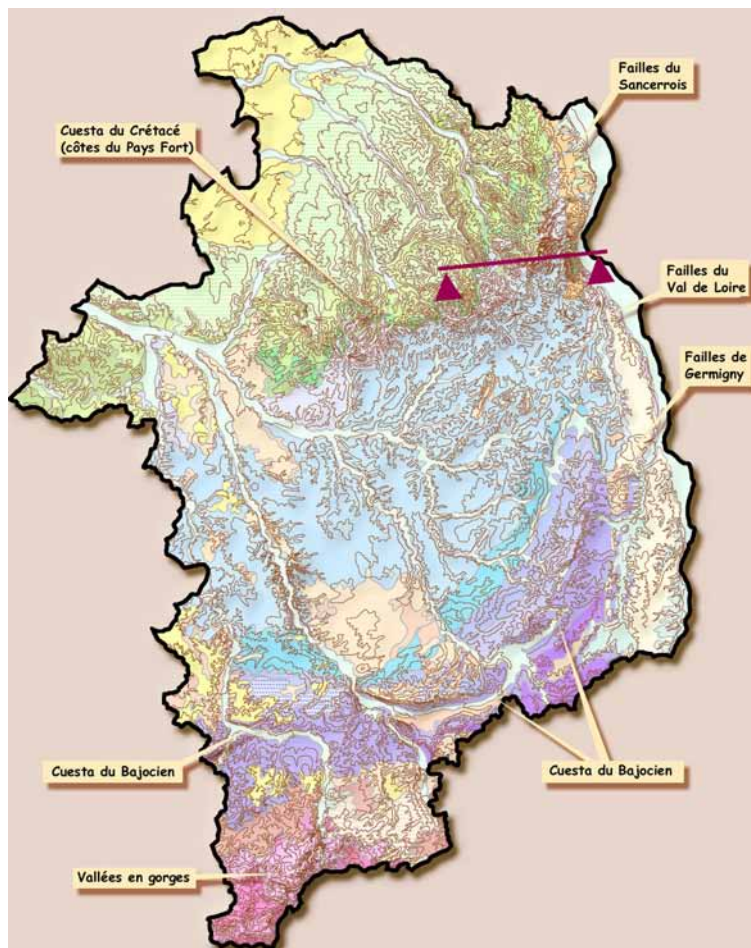 Failles du
Sancerrois
Cuesta du Crétacé
(côtes du Pays Fort)
Failles du
Val de Loire
Failles de
Germigny
Cuesta du Bajocien
Cuesta du Bajocien
Vallées en gorges